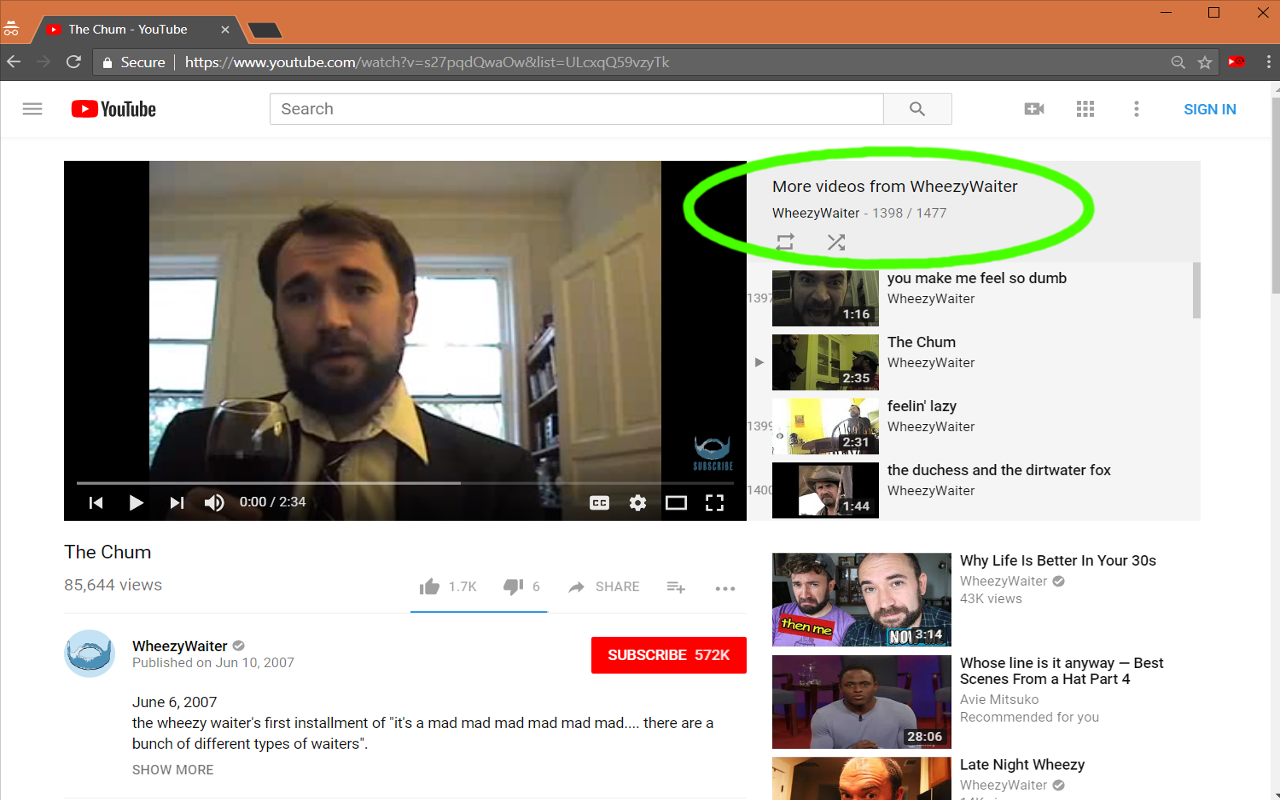 The Chum - YouTube
Secure
https://www.youtube.com/watch?v=s27pqdQwaOw&list=ULcxqQ59vzyTk
YouTube
Search
SIGN IN
More videos from WheezyWaiter
WheezyWaiter - 1398 / 1477
1397
1:16
you make me feel so dumb
WheezyWaiter
2:35
The Chum
WheezyWaiter
1399
2:31
feelin' lazy
WheezyWaiter
1400
1:44
the duchess and the dirtwater fox
WheezyWaiter
SUBSCRIBE
0:00 / 2:34
CC
The Chum
85,644 views
1.7K
6
SHARE
WheezyWaiter
Published on Jun 10, 2007
SUBSCRIBE 572K
June 6, 2007
the wheezy waiter's first installment of "it's a mad mad mad mad mad mad.... there are a
bunch of different types of waiters".
SHOW MORE
then me
NOW
3:14
Why Life Is Better In Your 30s
WheezyWaiter
43K views
28:06
Whose line is it anyway — Best
Scenes From a Hat Part 4
Avie Mitsuko
Recommended for you
Late Night Wheezy
WheezyWaiter